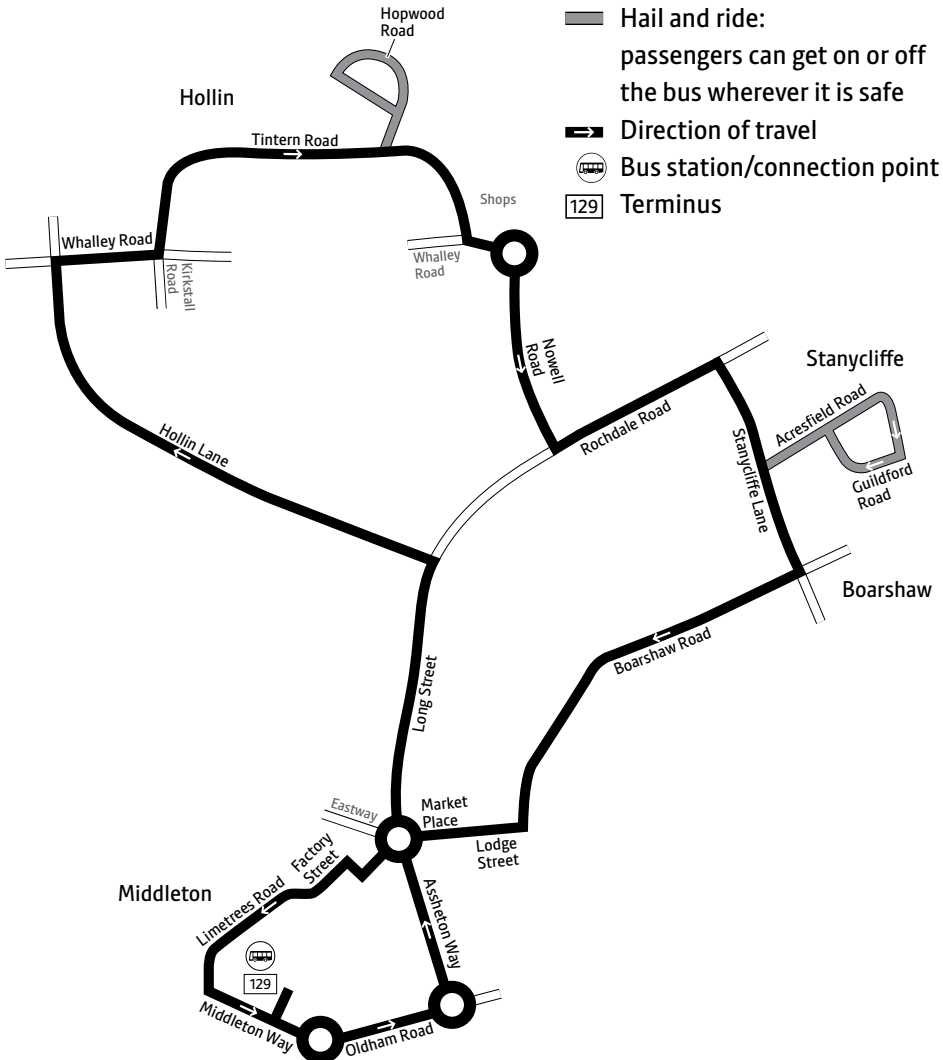 Hopwood
Road
Hail and ride:
passengers can get on or off
the bus wherever it is safe
Direction of travel
Bus station/connection point
129
Terminus
Hollin
Tintern Road
Shops
Whalley Road
Whalley
Road
Kirkstall
Road
Nowell
Road
Stanycliffe
Rochdale Road
Acresfield Road
Hollin Lane
Stanycliffe Lane
Guildford
Road
Boarshaw
Boarshaw Road
Long Street
Eastway
Market
Place
Lodge
Street
Factory
Street
Middleton
Limetrees Road
Assheton Way
129
Middleton Way
Oldham Road